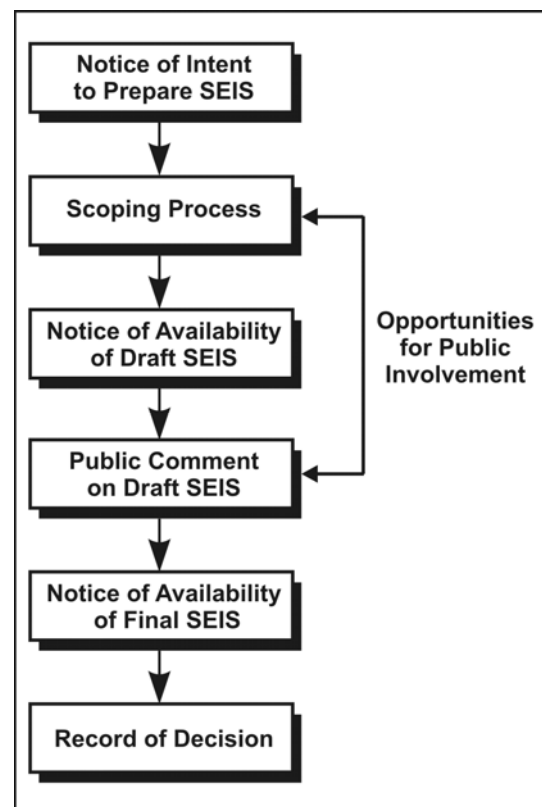 Notice of Intent
to Prepare SEIS
Scoping Process
Notice of Availability
of Draft SEIS
Opportunities
for Public
Involvement
Public Comment
on Draft SEIS
Notice of Availability
of Final SEIS
Record of Decision